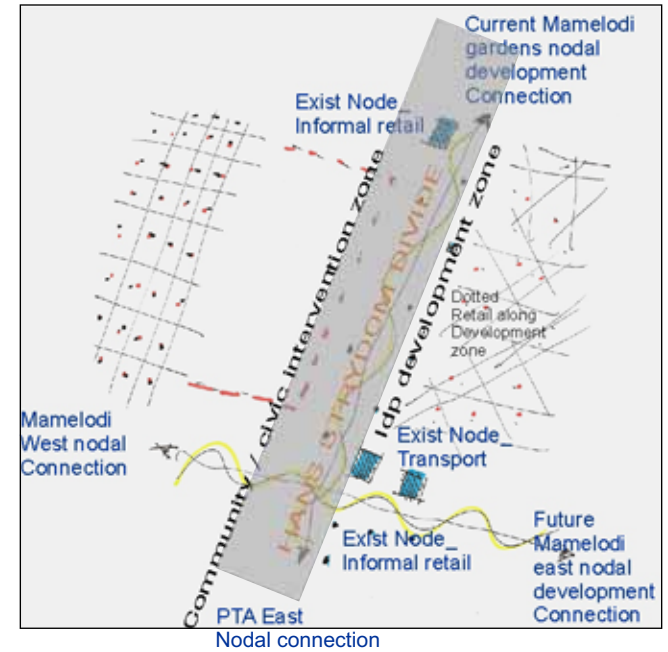 Current Mamelodi
gardens nodal
development
Connection
Exist Node_
Informal retail
Community / civic intervention zone
HANS STRYDOM DIVIDE
Idp development zone
Dotted
Retail along
Development
zone
Mamelodi
West nodal
Connection
Exist Node_
Transport
Exist Node_
Informal retail
Future
Mamelodi
east nodal
development
Connection
PTA East
Nodal connection